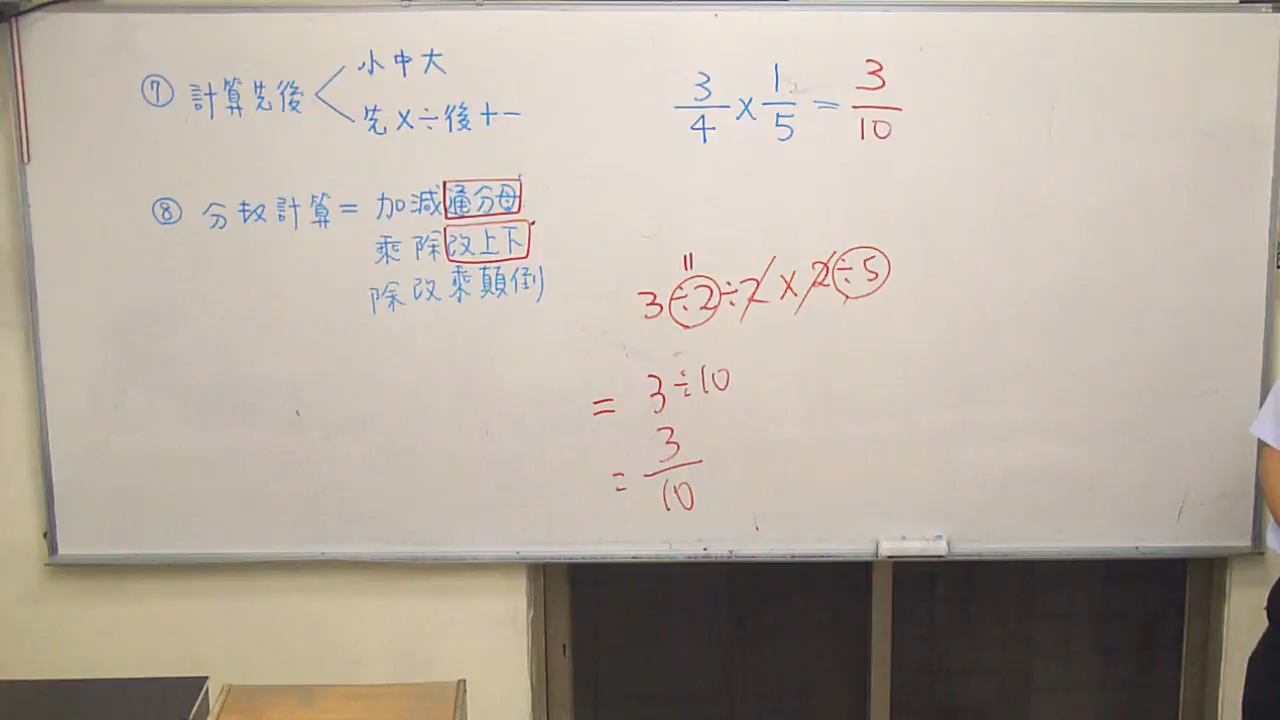 ⑦ 計算先後 小中大
先×÷後+-
⑧ 分数計算= 加減通分母
乘除改上下
除改乘顛倒
3/4 × 1/5 = 3/10
=
3÷2÷2×2÷5
= 3÷10
= 3/10